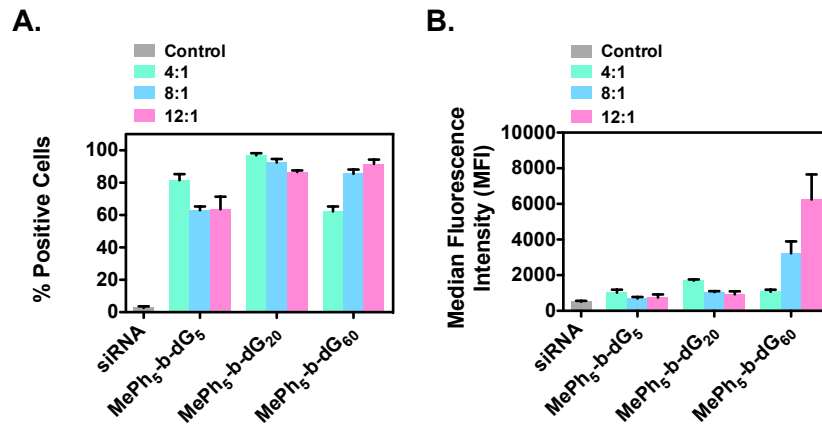 A.
Control
4:1
8:1
12:1
% Positive Cells
100
80
60
40
20
0
siRNA
MePh₅-b-dG₅
MePh₅-b-dG₂₀
MePh₅-b-dG₆₀
B.
Control
4:1
8:1
12:1
Median Fluorescence
Intensity (MFI)
10000
8000
6000
4000
2000
0
siRNA
MePh₅-b-dG₅
MePh₅-b-dG₂₀
MePh₅-b-dG₆₀